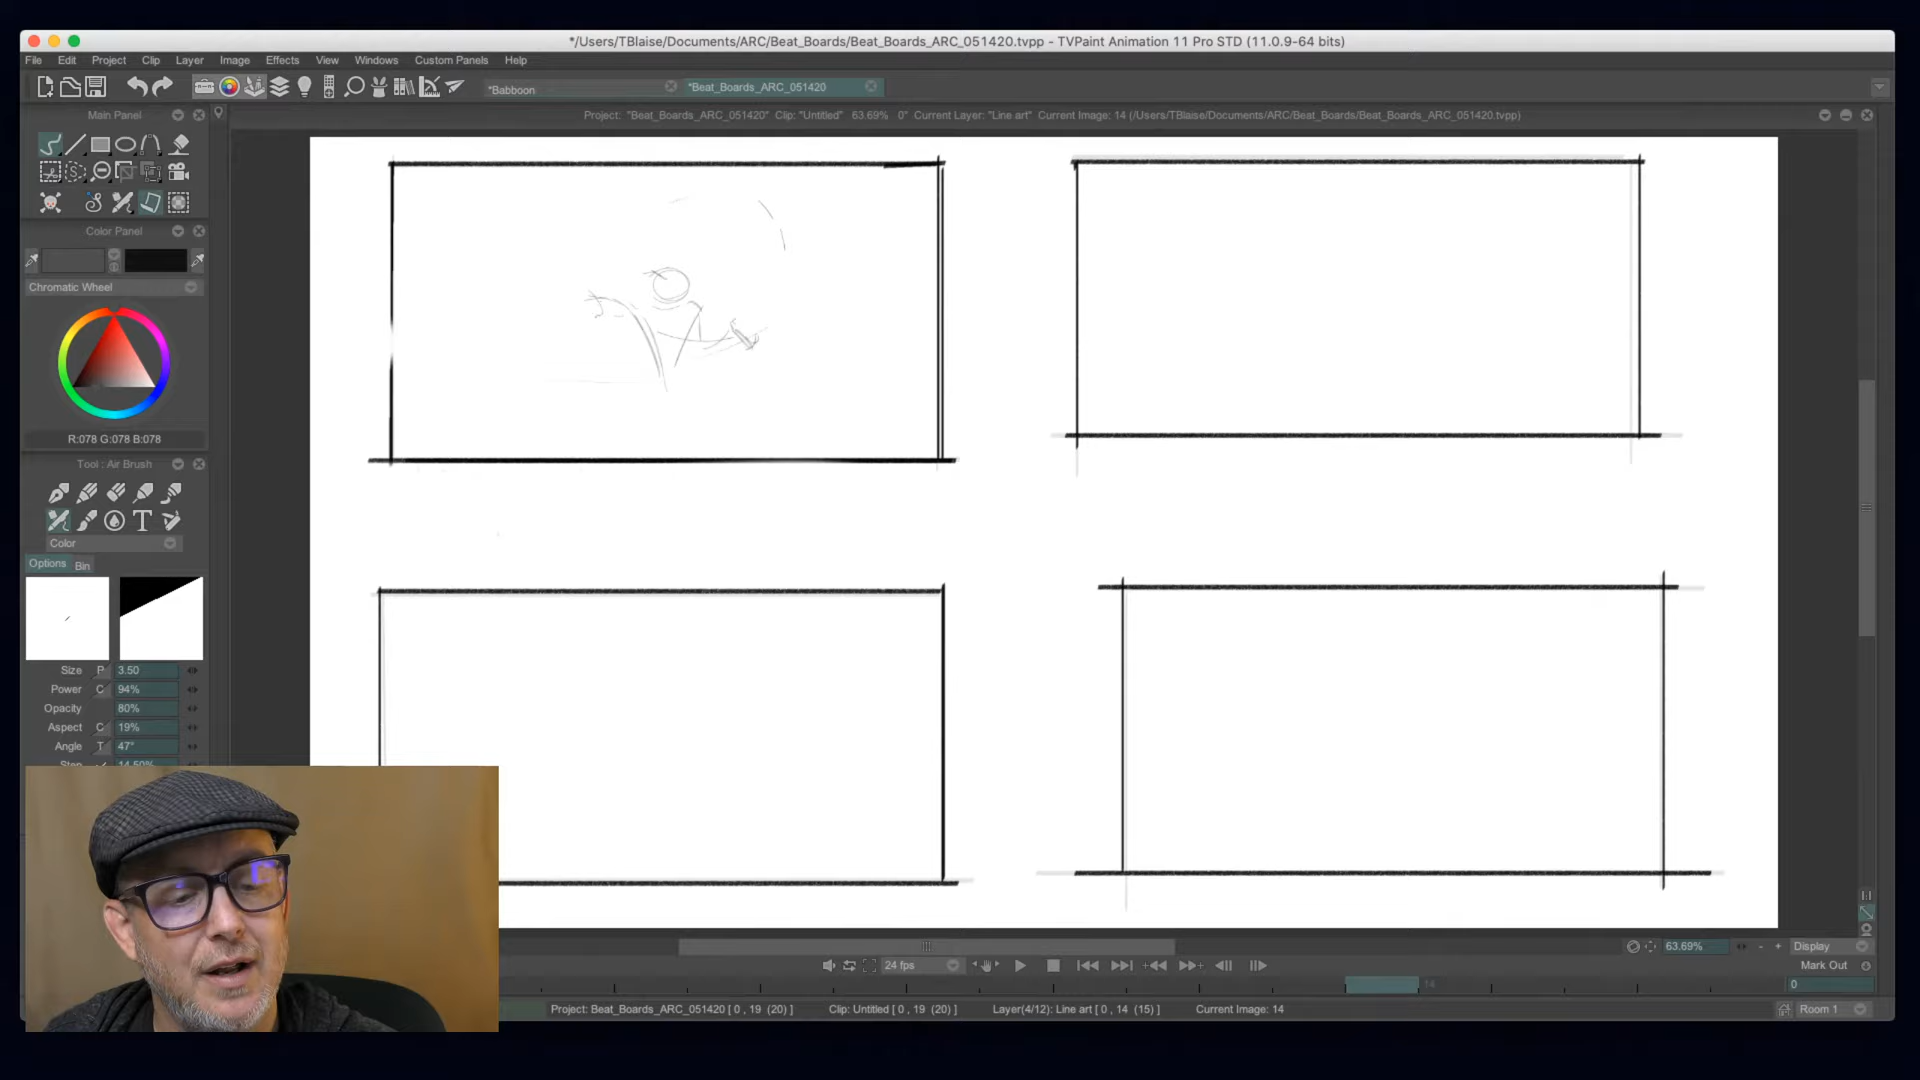 */Users/TBlaise/Documents/ARC/Beat_Boards/Beat_Boards_ARC_051420.tvpp - TVPaint Animation 11 Pro STD (11.0.9-64 bits)
File Edit Project Clip Layer Image Effects View Windows Custom Panels Help
*Babboon *Beat_Boards_ARC_051420
Main Panel
Project: "Beat_Boards_ARC_051420" Clip: "Untitled" 63.69% 0° Current Layer: "Line art" Current Image: 14 (/Users/TBlaise/Documents/ARC/Beat_Boards/Beat_Boards_ARC_051420.tvpp)
Color Panel
Chromatic Wheel
R:078 G:078 B:078
Tool : Air Brush
T
Color
Options Bin
Size P 3.50
Power C 94%
Opacity 80%
Aspect C 19%
Angle T 47°
Step 14.50%
63.69% - + Display
24 fps Mark Out
14 0
Project: Beat_Boards_ARC_051420 [ 0 , 19 (20) ] Clip: Untitled [ 0 , 19 (20) ] Layer(4/12): Line art [ 0 , 14 (15) ] Current Image: 14 Room 1